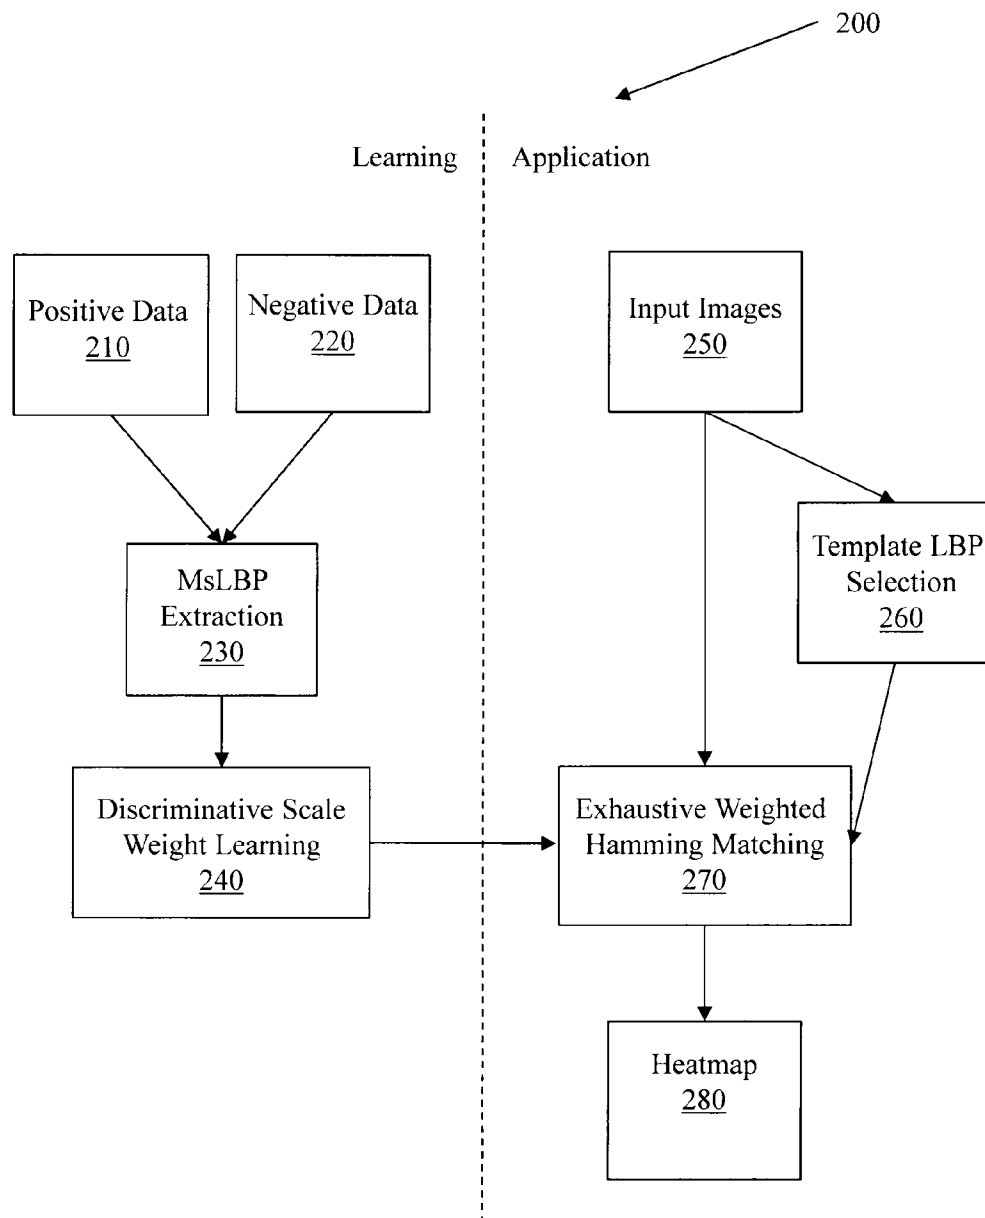 200
Learning
Application
Positive Data
210
Negative Data
220
Input Images
250
MsLBP
Extraction
230
Template LBP
Selection
260
Discriminative Scale
Weight Learning
240
Exhaustive Weighted
Hamming Matching
270
Heatmap
280